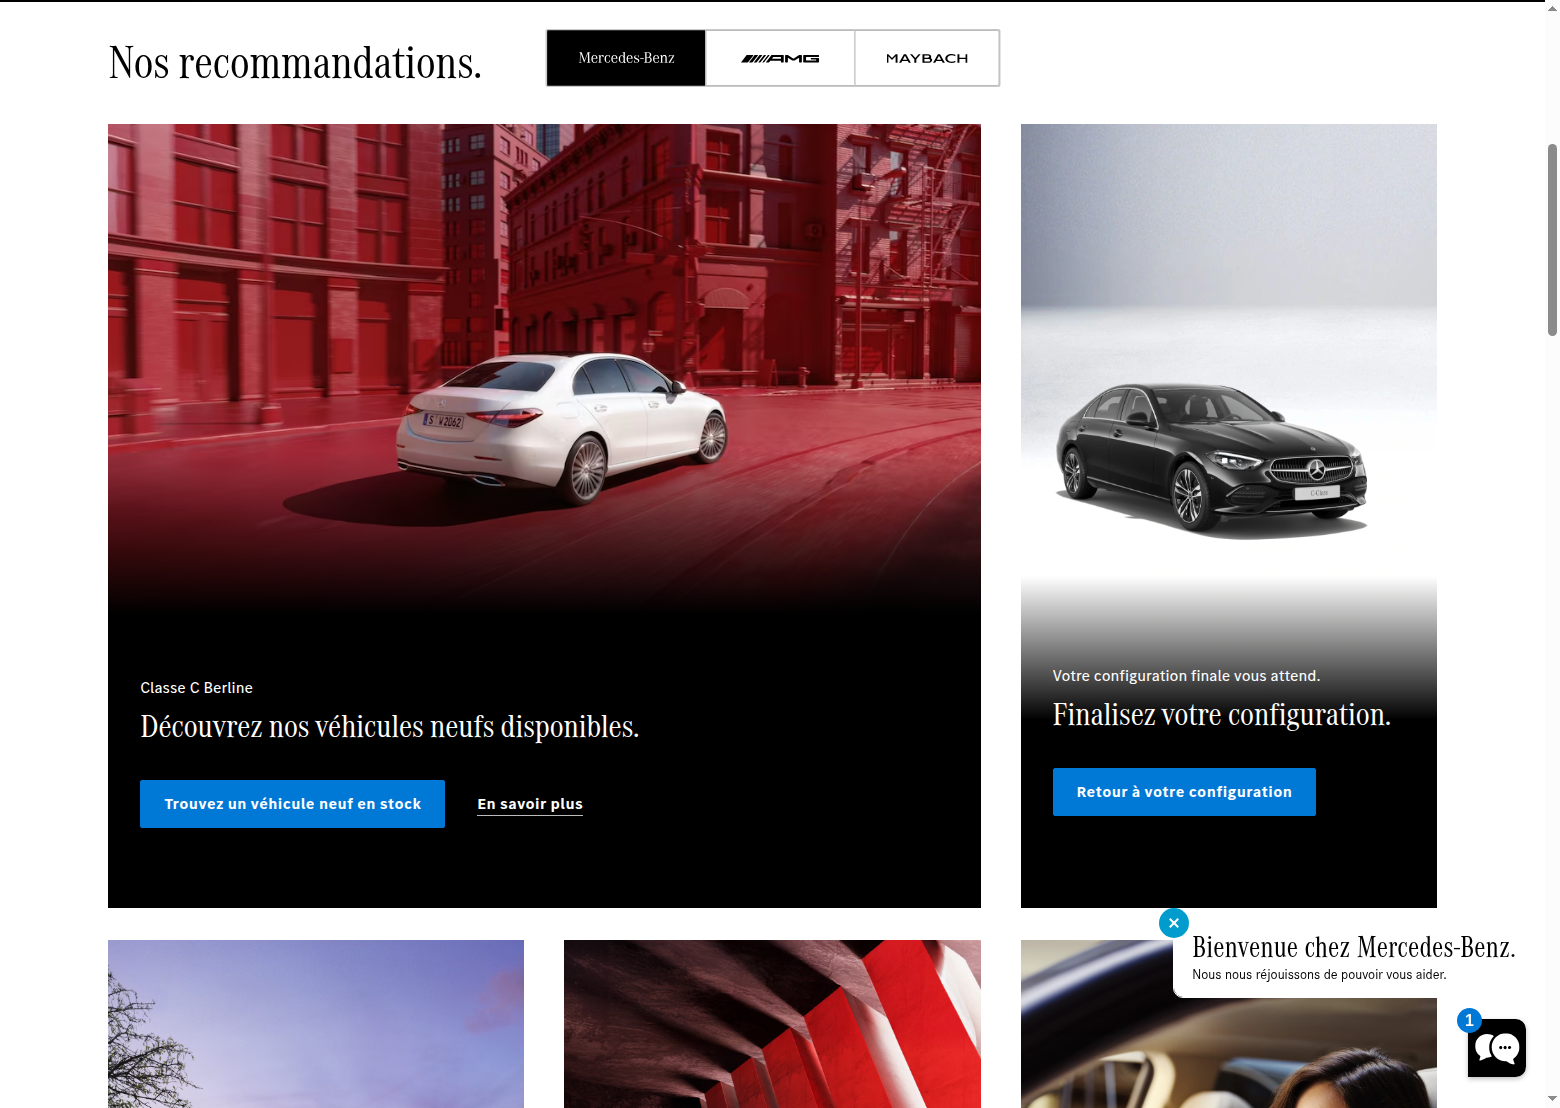 Nos recommandations.
Mercedes-Benz
AMG
MAYBACH
S W 2062
C-Class
Classe C Berline
Découvrez nos véhicules neufs disponibles.
Trouvez un véhicule neuf en stock
En savoir plus
Votre configuration finale vous attend.
Finalisez votre configuration.
Retour à votre configuration
Bienvenue chez Mercedes-Benz.
Nous nous réjouissons de pouvoir vous aider.
1